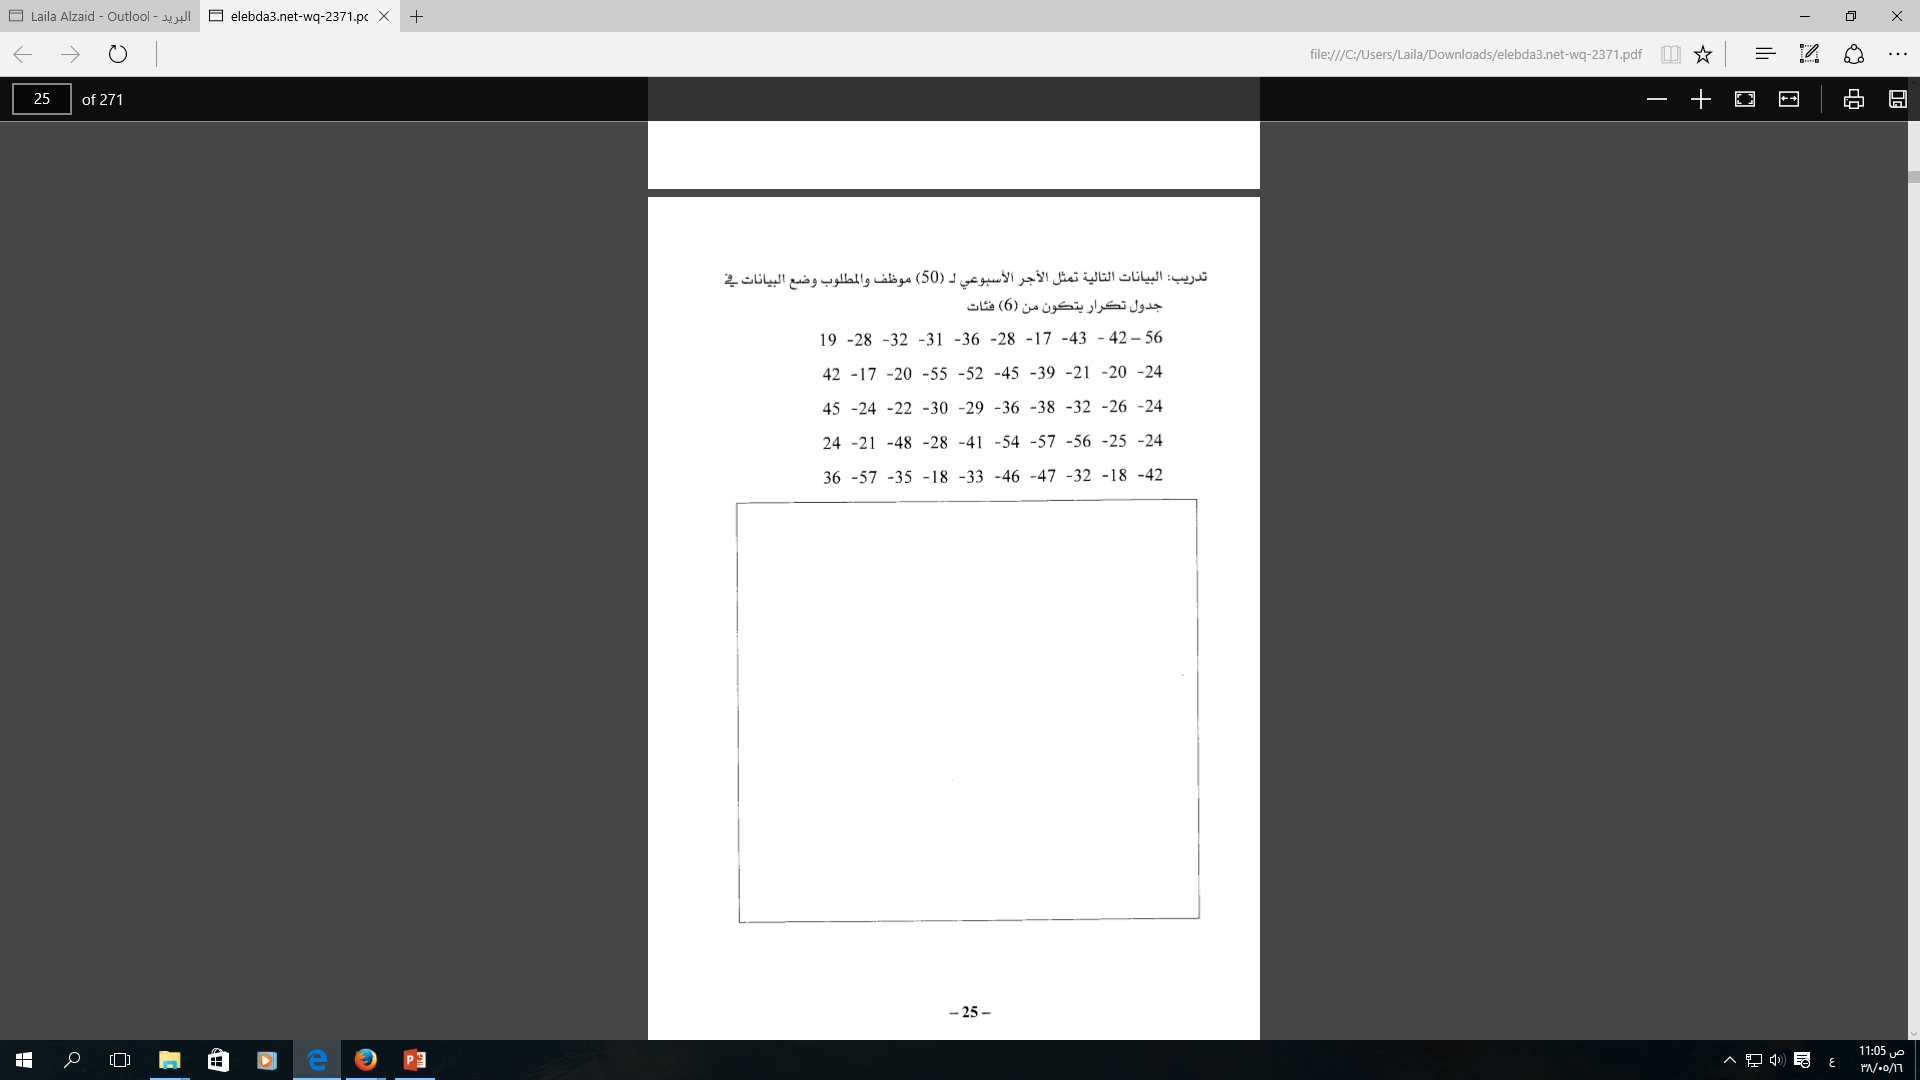 Laila Alzaid - Outlool - البريد
elebda3.net-wq-2371.pc
file:///C:/Users/Laila/Downloads/elebda3.net-wq-2371.pdf
25 of 271
تدريب: البيانات التالية تمثل الأجر الأسبوعي لـ (50) موظف والمطلوب وضع البيانات في
جدول تكرار يتكون من (6) فئات
19 -28 -32 -31 -36 -28 -17 -43 - 42 – 56
42 -17 -20 -55 -52 -45 -39 -21 -20 -24
45 -24 -22 -30 -29 -36 -38 -32 -26 -24
24 -21 -48 -28 -41 -54 -57 -56 -25 -24
36 -57 -35 -18 -33 -46 -47 -32 -18 -42
– 25 –
ع
11:05 ص
٣٨/٠٥/١٦